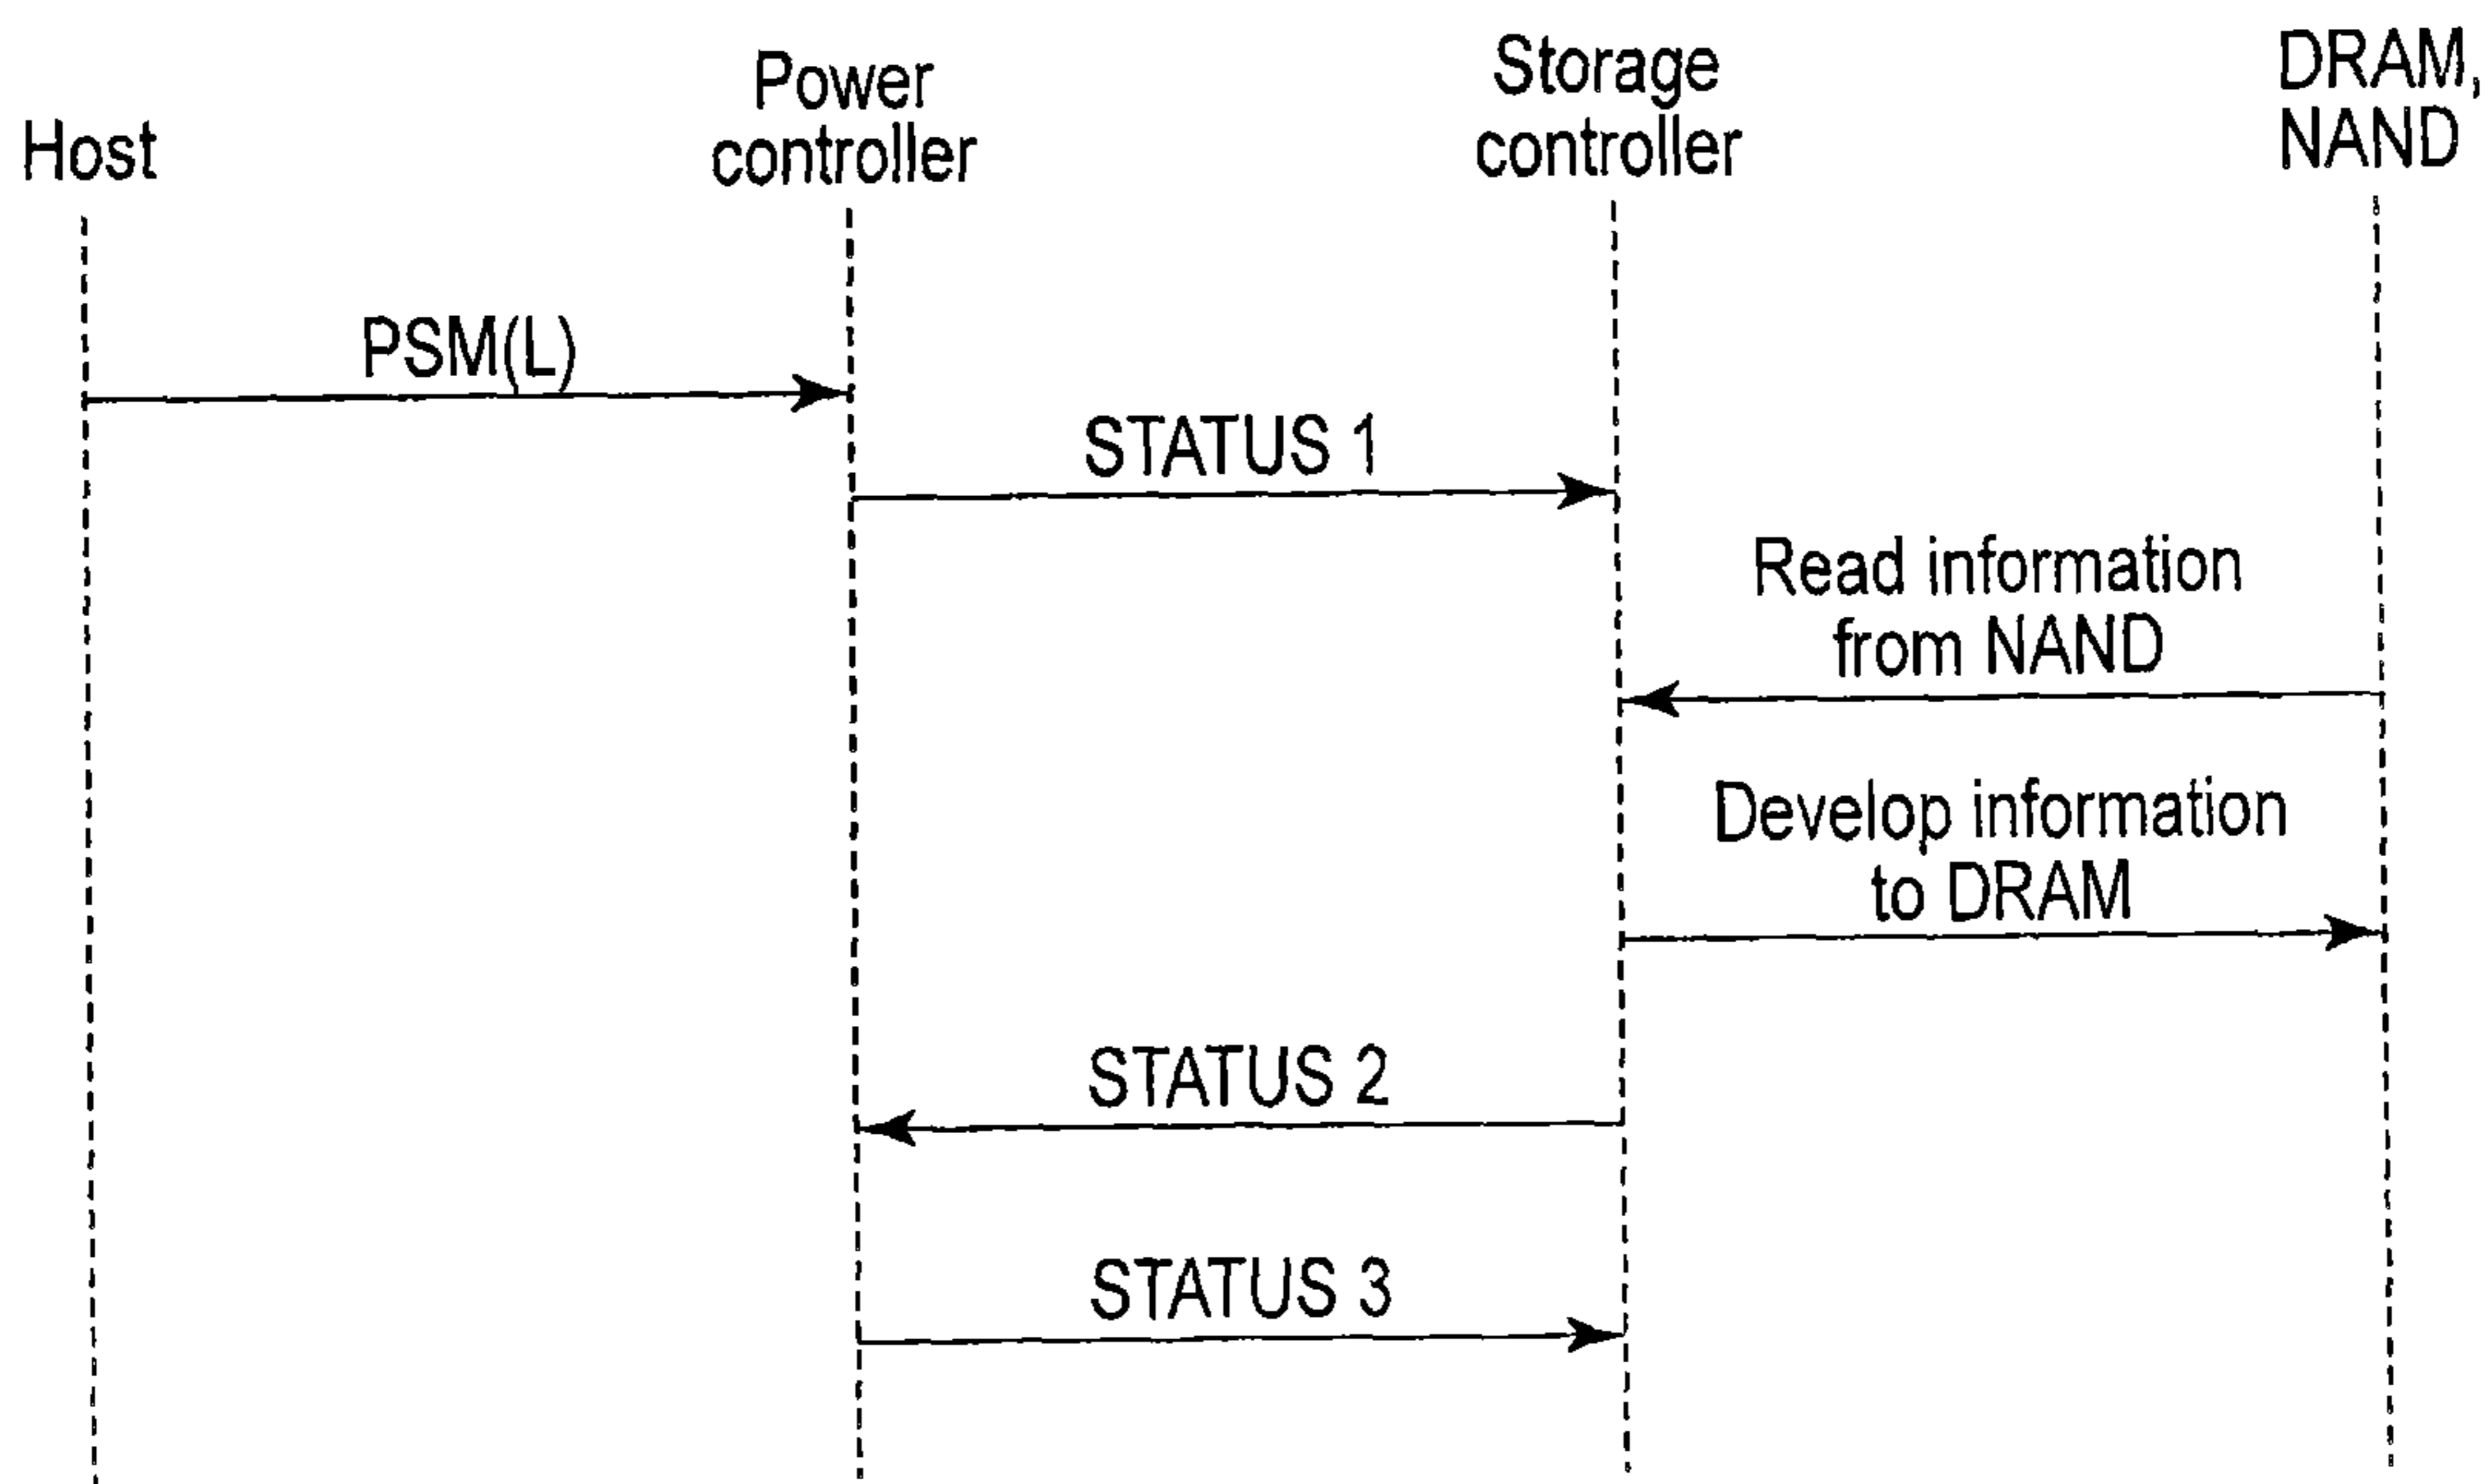 Host
Power
controller
Storage
controller
DRAM,
NAND
PSM(L)
STATUS 1
Read information
from NAND
Develop information
to DRAM
STATUS 2
STATUS 3